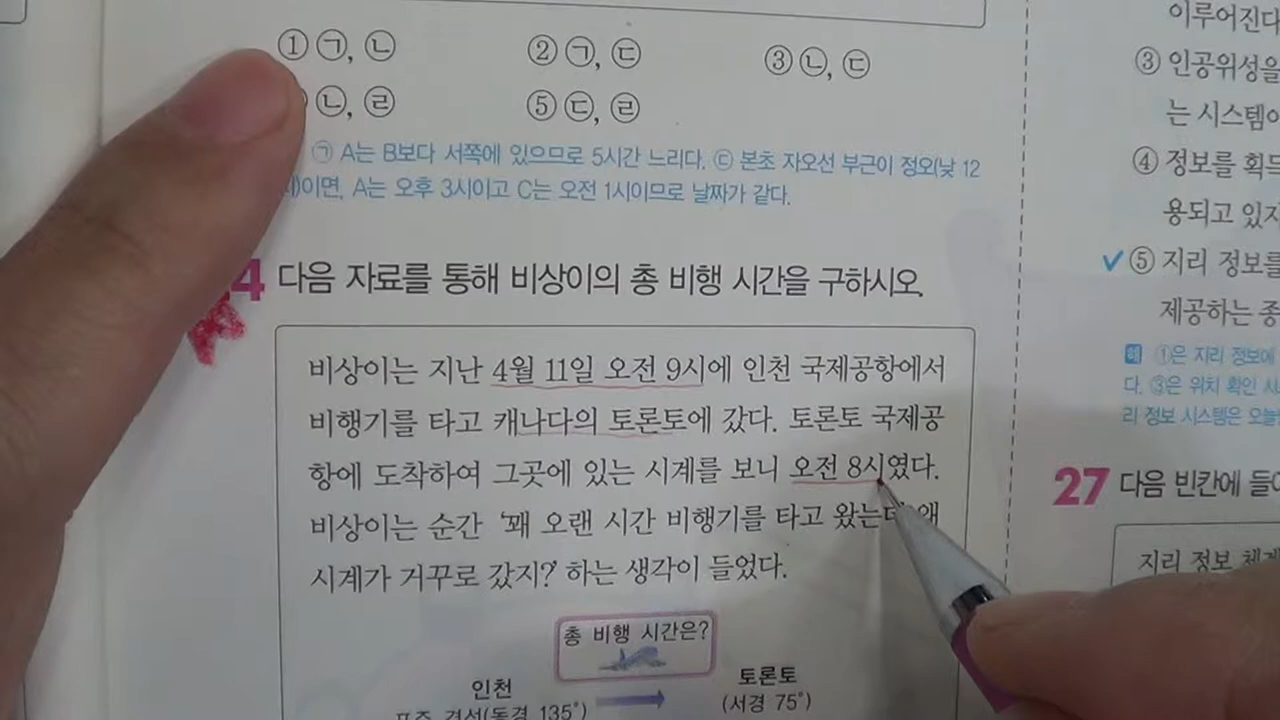 ① ㉠, ㉡
② ㉠, ㉢
③ ㉡, ㉢
㉡, ㉣
⑤ ㉢, ㉣
㉠ A는 B보다 서쪽에 있으므로 5시간 느리다. ㉢ 본초 자오선 부근이 정오(낮 12
)이면, A는 오후 3시이고 C는 오전 1시이므로 날짜가 같다.
4 다음 자료를 통해 비상이의 총 비행 시간을 구하시오.
비상이는 지난 4월 11일 오전 9시에 인천 국제공항에서
비행기를 타고 캐나다의 토론토에 갔다. 토론토 국제공
항에 도착하여 그곳에 있는 시계를 보니 오전 8시였다.
비상이는 순간 '꽤 오랜 시간 비행기를 타고 왔는데 왜
시계가 거꾸로 갔지?' 하는 생각이 들었다.
총 비행 시간은?
인천
표준 경선(동경 135°)
토론토
(서경 75°)
이루어진다
③ 인공위성을
는 시스템이
④ 정보를 획득
용되고 있지
✓⑤ 지리 정보를
제공하는 종
해 ①은 지리 정보에
다. ③은 위치 확인 시
리 정보 시스템은 오늘
27 다음 빈칸에 들어
지리 정보 체계